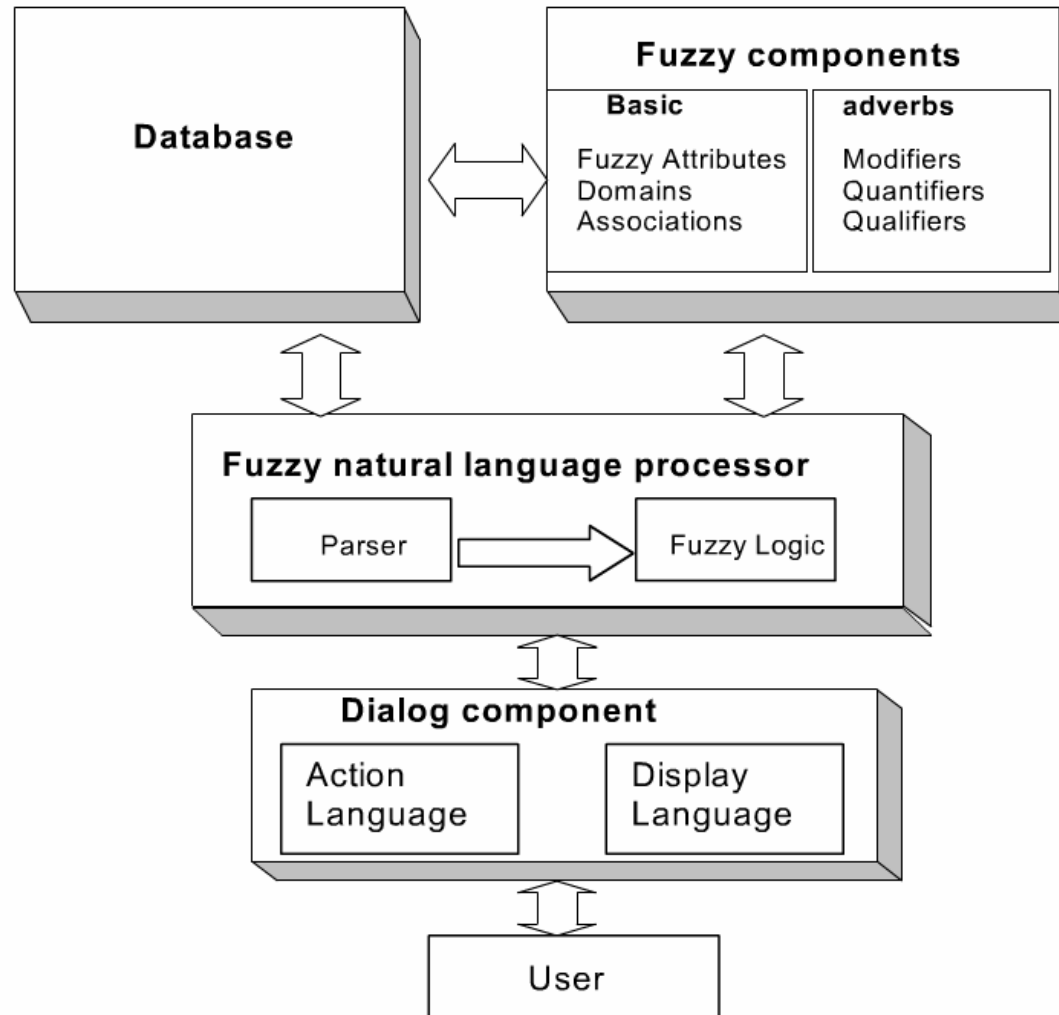 Database
Fuzzy components
Basic
Fuzzy Attributes
Domains
Associations
adverbs
Modifiers
Quantifiers
Qualifiers
Fuzzy natural language processor
Parser
Fuzzy Logic
Dialog component
Action
Language
Display
Language
User